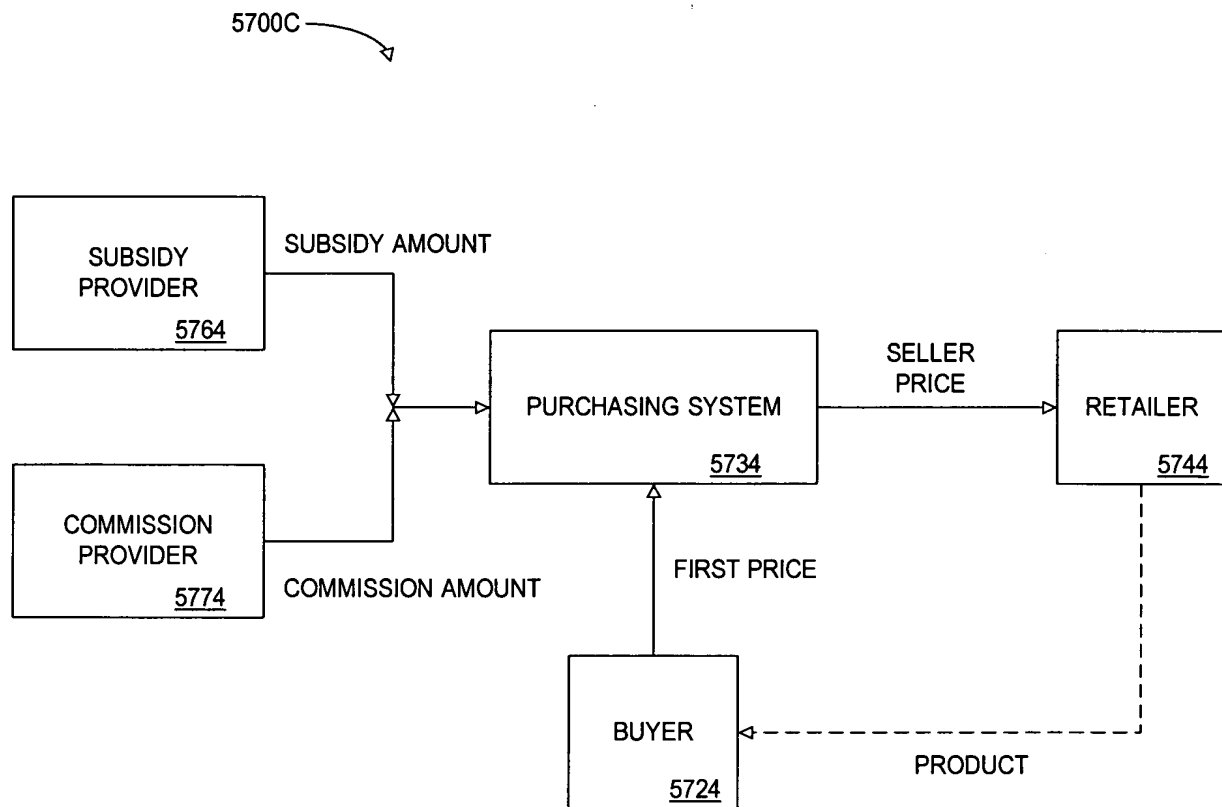 5700C
SUBSIDY
PROVIDER
5764
SUBSIDY AMOUNT
COMMISSION
PROVIDER
5774
COMMISSION AMOUNT
PURCHASING SYSTEM
5734
SELLER
PRICE
RETAILER
5744
FIRST PRICE
BUYER
5724
PRODUCT